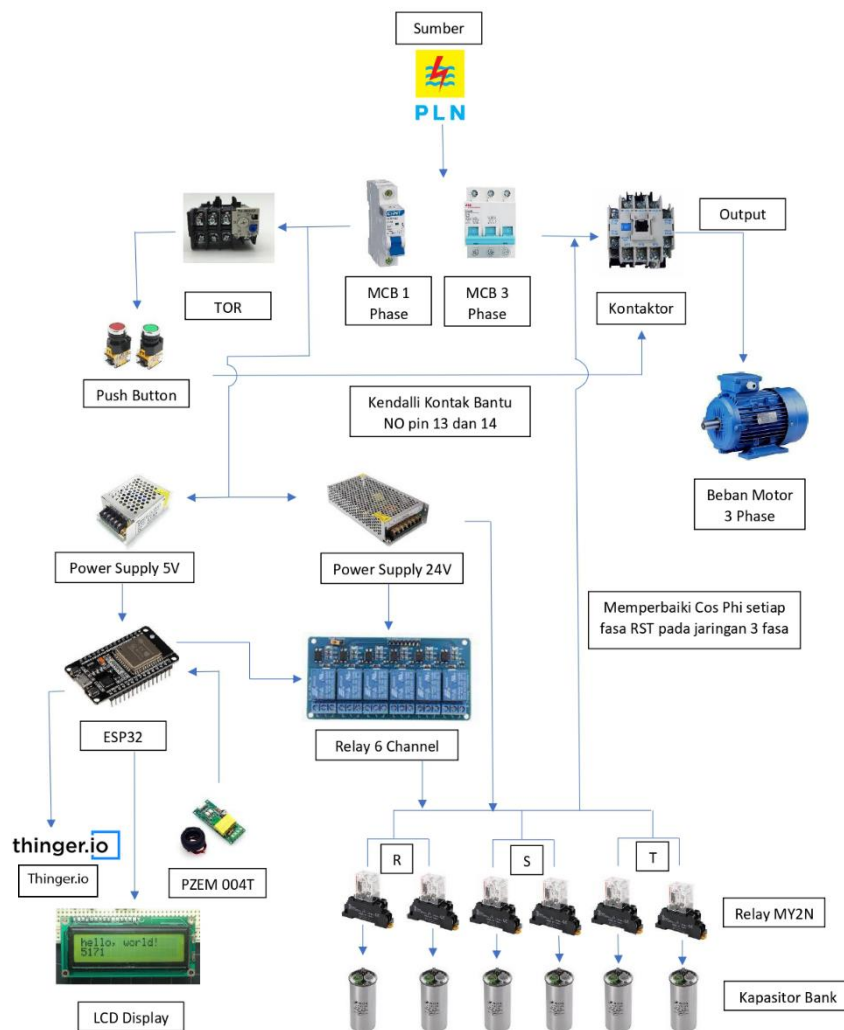 Sumber
PLN
Output
TOR
MCB 1
Phase
MCB 3
Phase
Kontaktor
Push Button
Kendalli Kontak Bantu
NO pin 13 dan 14
Beban Motor
3 Phase
Power Supply 5V
Power Supply 24V
Memperbaiki Cos Phi setiap
fasa RST pada jaringan 3 fasa
ESP32
Relay 6 Channel
thinger.io
Thinger.io
PZEM 004T
R
S
T
Relay MY2N
hello, world!
5171
LCD Display
Kapasitor Bank